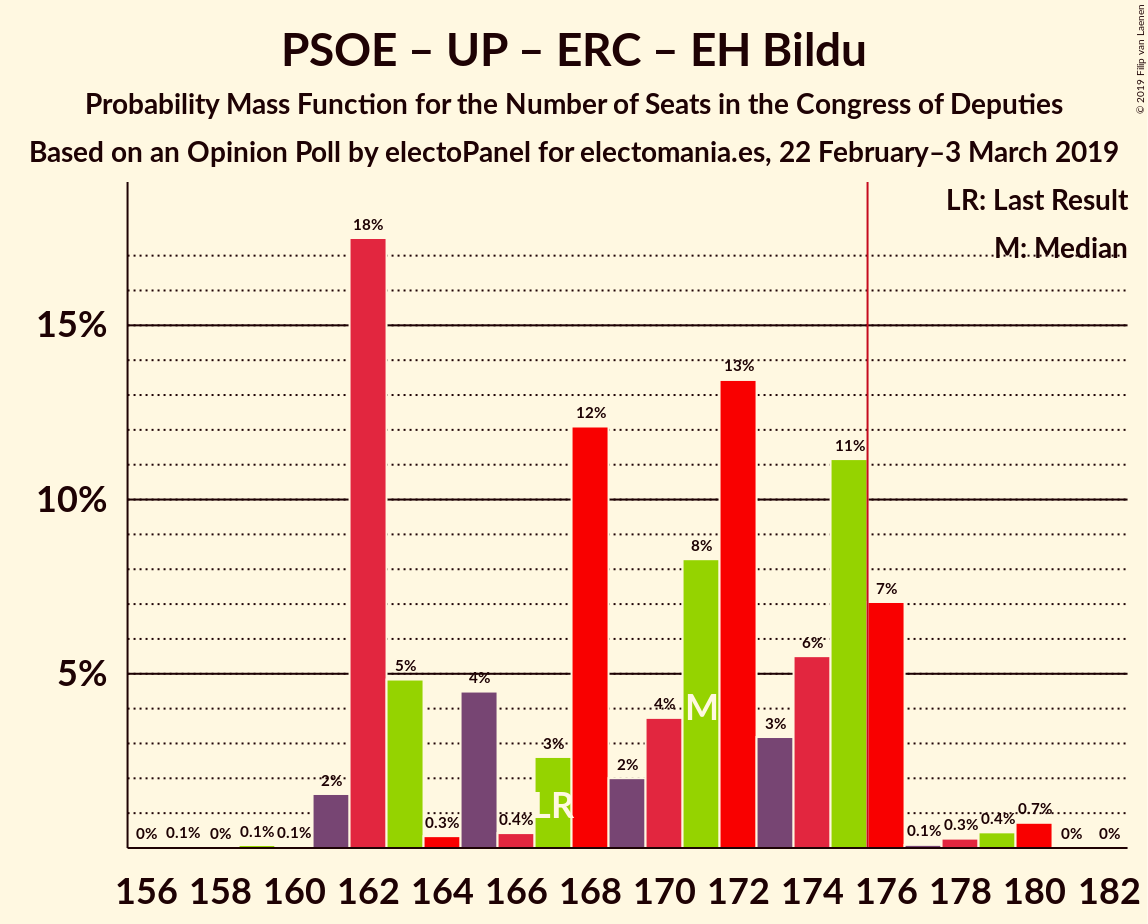 PSOE – UP – ERC – EH Bildu
Probability Mass Function for the Number of Seats in the Congress of Deputies
Based on an Opinion Poll by electoPanel for electomania.es, 22 February–3 March 2019
© 2019 Filip van Laenen
LR: Last Result
M: Median
15%
10%
5%
0% 0.1% 0% 0.1% 0.1% 2% 18% 5% 0.3% 4% 0.4% 3% 12% 2% 4% 8% 13% 3% 6% 11% 7% 0.1% 0.3% 0.4% 0.7% 0% 0%
LR
M
156 158 160 162 164 166 168 170 172 174 176 178 180 182